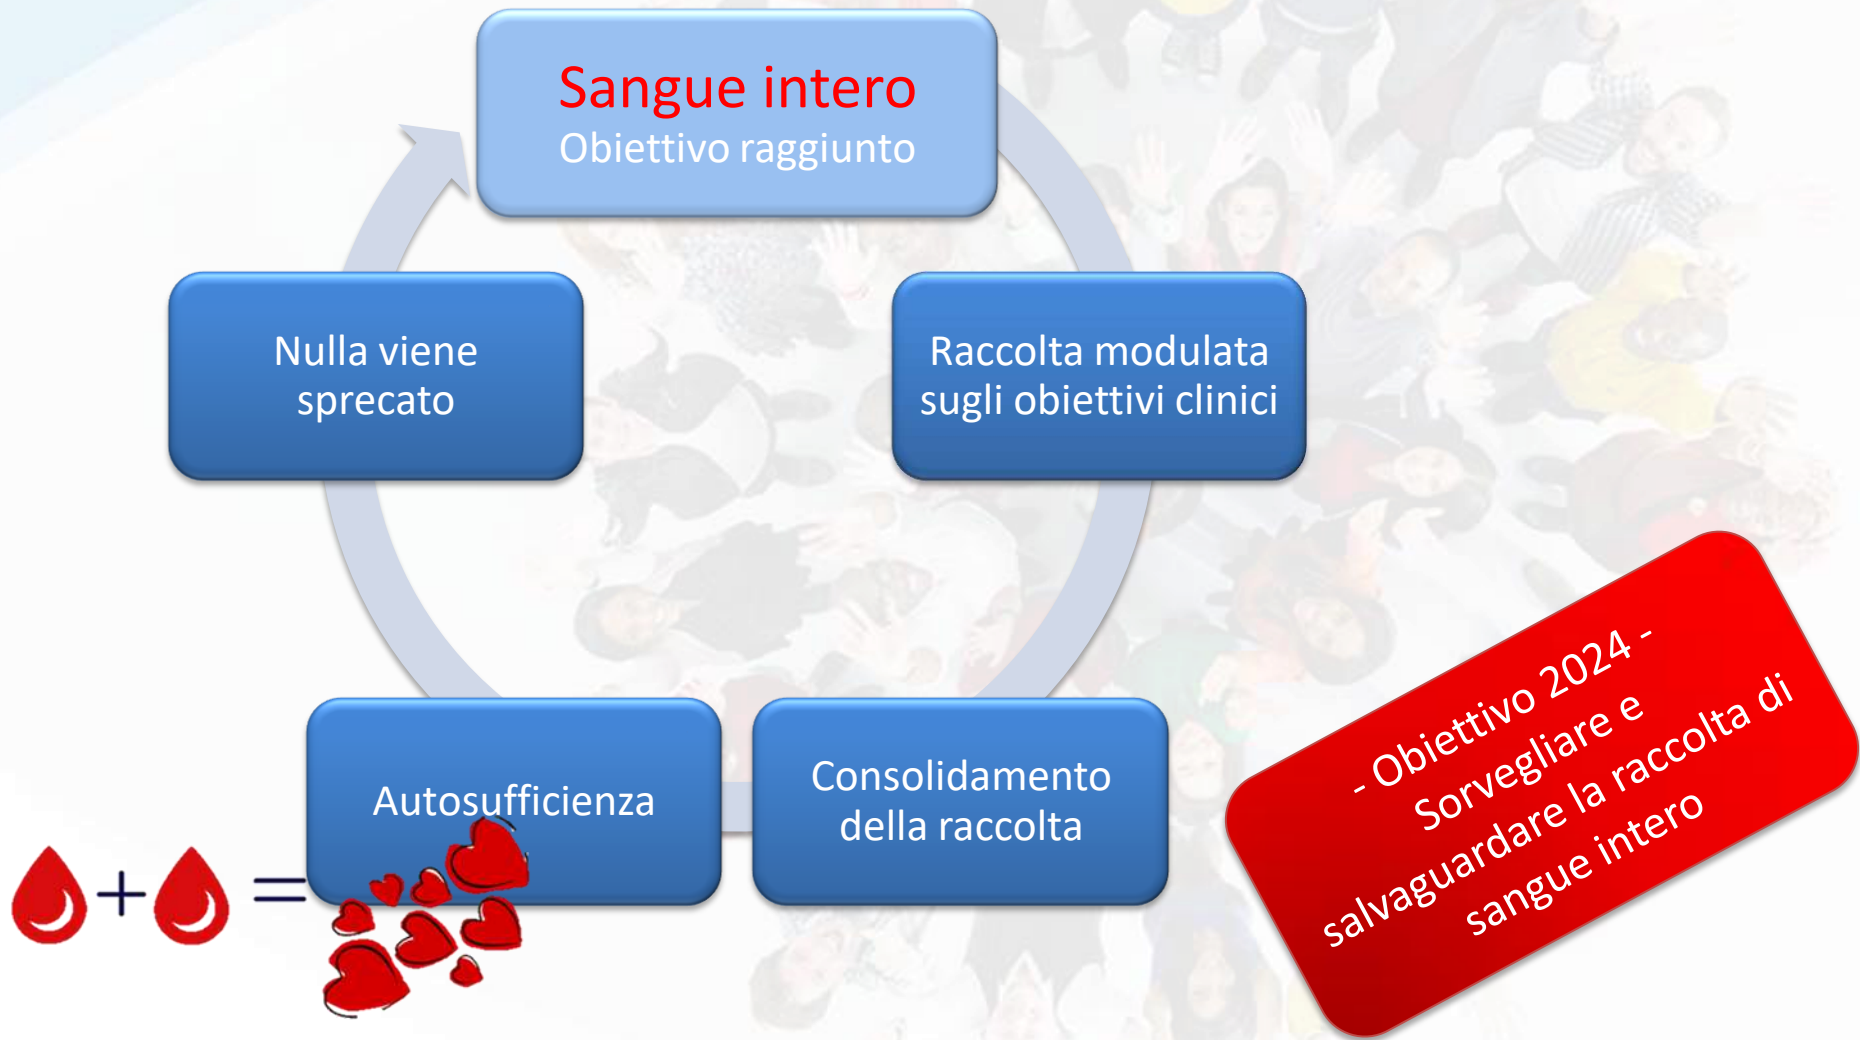 Sangue intero
Obiettivo raggiunto
Nulla viene
sprecato
Raccolta modulata
sugli obiettivi clinici
Autosufficienza
Consolidamento
della raccolta
- Obiettivo 2024 -
Sorvegliare e
salvaguardare la raccolta di
sangue intero
+ =